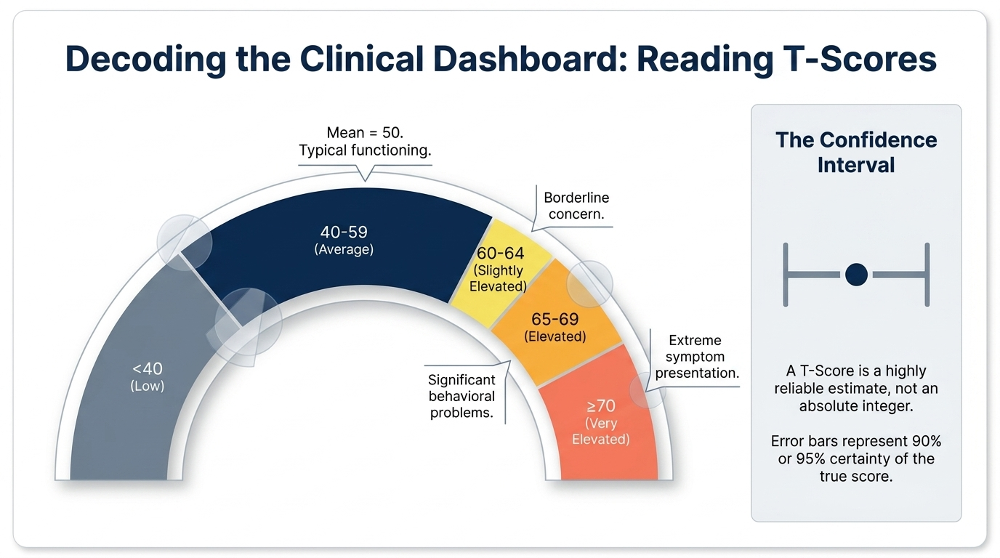 Decoding the Clinical Dashboard: Reading T-Scores
Mean = 50.
Typical functioning.
Borderline
concern.
40-59
(Average)
60-64
(Slightly
Elevated)
65-69
(Elevated)
<40
(Low)
Extreme
symptom
presentation.
Significant
behavioral
problems.
≥70
(Very
Elevated)
The Confidence
Interval
A T-Score is a highly
reliable estimate, not an
absolute integer.
Error bars represent 90%
or 95% certainty of the
true score.